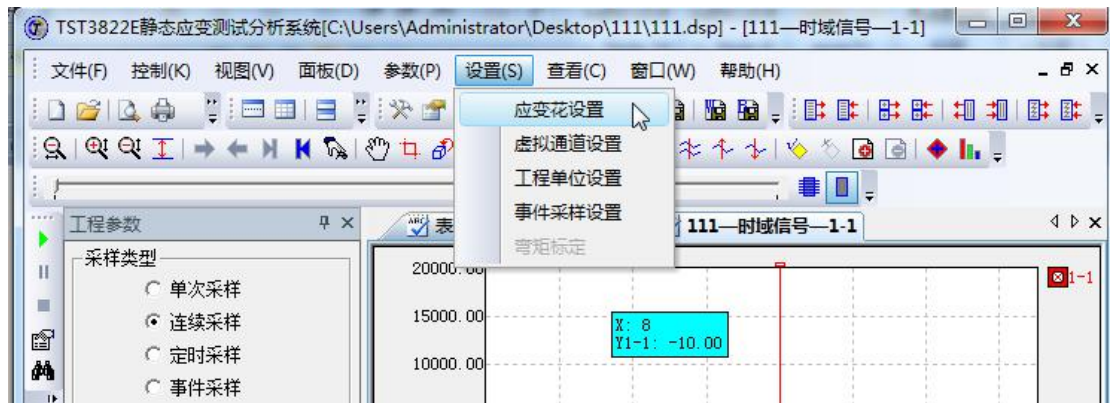 TST3822E静态应变测试分析系统[C:\Users\Administrator\Desktop\111\111.dsp] - [111—时域信号—1-1]
文件(F) 控制(K) 视图(V) 面板(D) 参数(P) 设置(S) 查看(C) 窗口(W) 帮助(H)
应变花设置
虚拟通道设置
工程单位设置
事件采样设置
弯矩标定
工程参数
表
111—时域信号—1-1
采样类型
单次采样
连续采样
定时采样
事件采样
20000.00
15000.00
10000.00
X: 8
Y1-1: -10.00
1-1